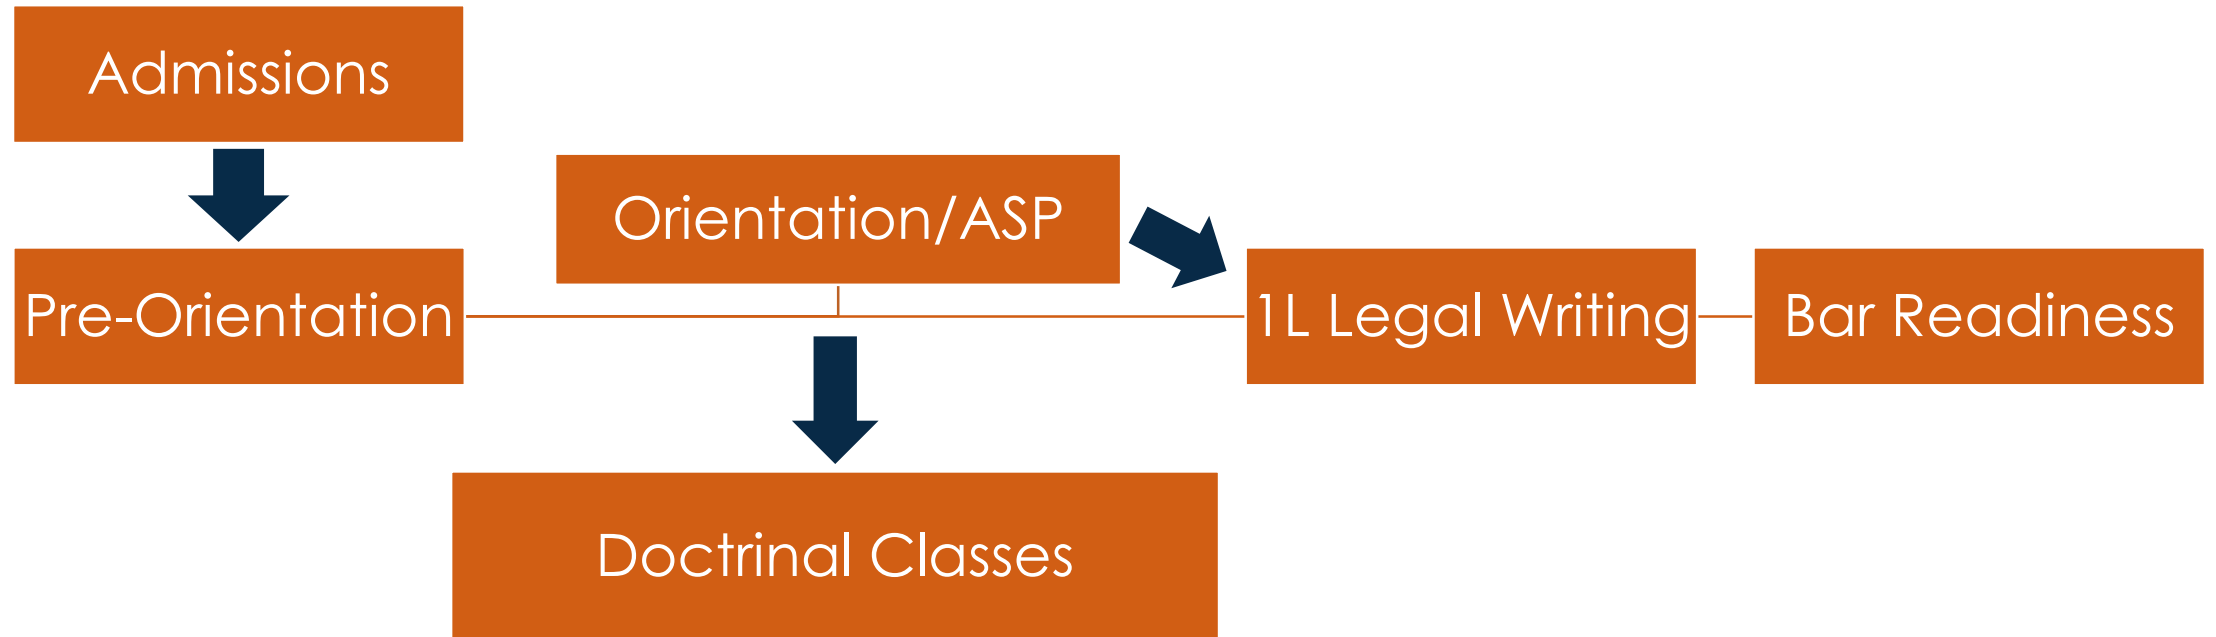 Admissions
Orientation/ASP
Pre-Orientation
1L Legal Writing
Bar Readiness
Doctrinal Classes